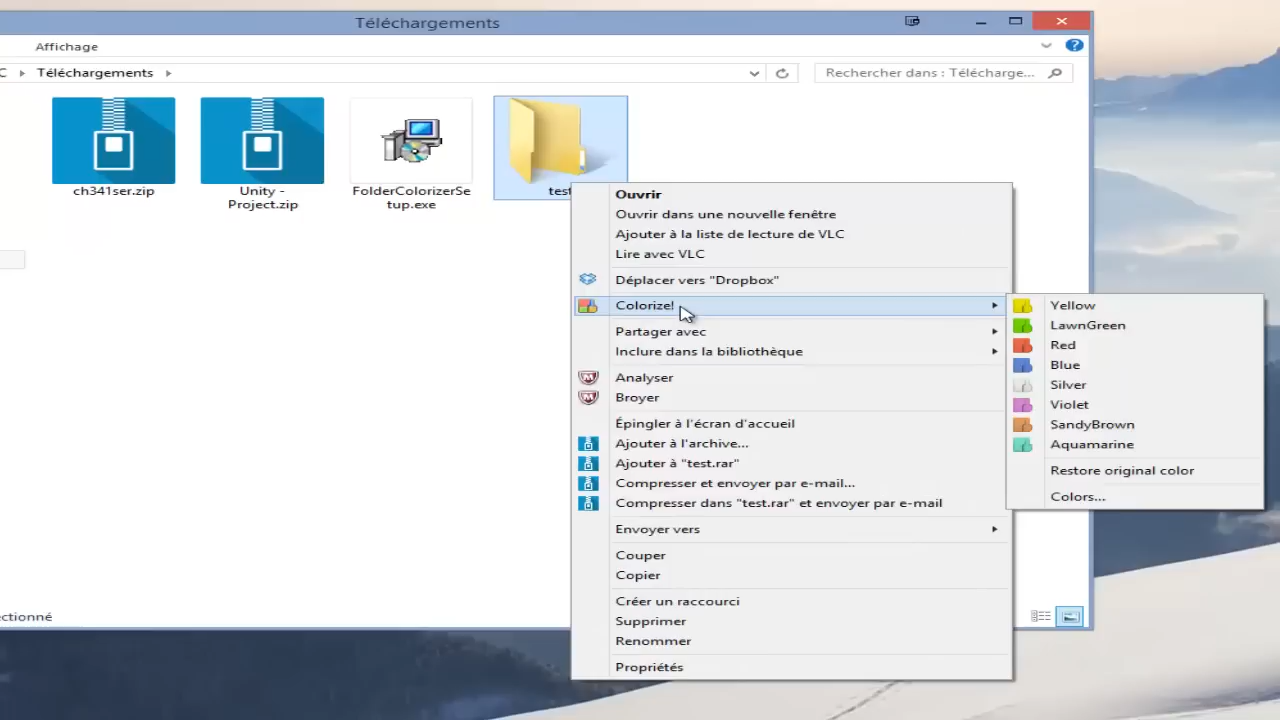 Téléchargements
Affichage
C
Téléchargements
Rechercher dans : Télécharge...
ch341ser.zip
Unity -
Project.zip
FolderColorizerSe
tup.exe
test
Ouvrir
Ouvrir dans une nouvelle fenêtre
Ajouter à la liste de lecture de VLC
Lire avec VLC
Déplacer vers "Dropbox"
Colorize!
Partager avec
Inclure dans la bibliothèque
Analyser
Broyer
Épingler à l'écran d'accueil
Ajouter à l'archive...
Ajouter à "test.rar"
Compresser et envoyer par e-mail...
Compresser dans "test.rar" et envoyer par e-mail
Envoyer vers
Couper
Copier
Créer un raccourci
Supprimer
Renommer
Propriétés
Yellow
LawnGreen
Red
Blue
Silver
Violet
SandyBrown
Aquamarine
Restore original color
Colors...
ectionné